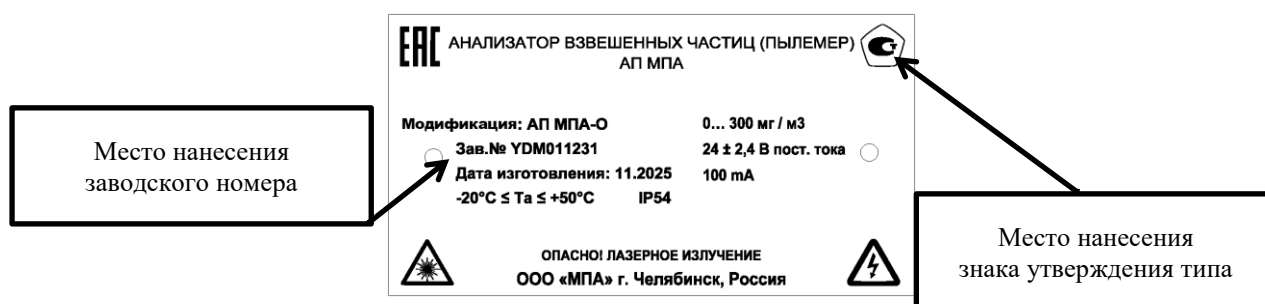 EAC АНАЛИЗАТОР ВЗВЕШЕННЫХ ЧАСТИЦ (ПЫЛЕМЕР)
АП МПА
Модификация: АП МПА-О 0... 300 мг / м3
Зав.№ YDM011231 24 ± 2,4 В пост. тока
Дата изготовления: 11.2025 100 mA
-20°C ≤ Ta ≤ +50°C IP54
ОПАСНО! ЛАЗЕРНОЕ ИЗЛУЧЕНИЕ
ООО «МПА» г. Челябинск, Россия
Место нанесения
заводского номера
Место нанесения
знака утверждения типа